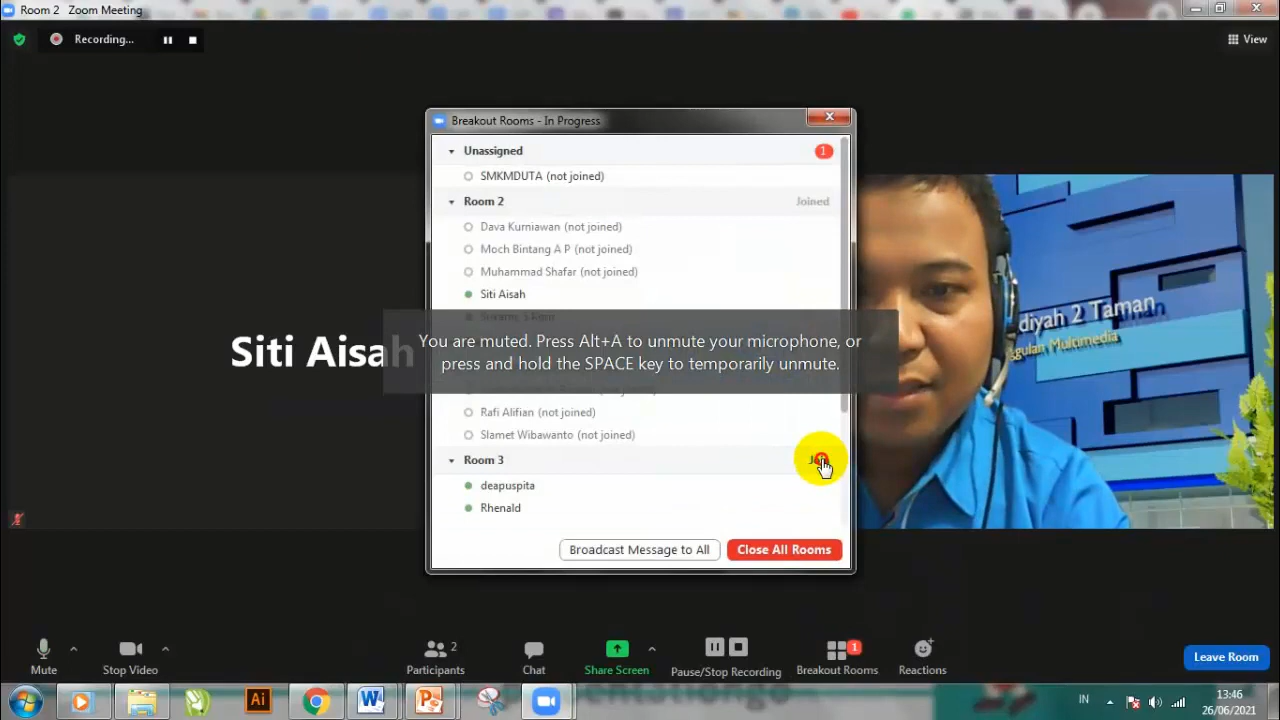 Room 2 Zoom Meeting
Recording...
View
Breakout Rooms - In Progress
Unassigned
1
SMKMDUTA (not joined)
Room 2
Joined
Dava Kurniawan (not joined)
Moch Bintang A P (not joined)
Muhammad Shafar (not joined)
Siti Aisah
Siti Aisah
You are muted. Press Alt+A to unmute your microphone, or
press and hold the SPACE key to temporarily unmute.
diyah 2 Taman
ggulan Multimedia
Rafi Alifian (not joined)
Slamet Wibawanto (not joined)
Room 3
deapuspita
Rhenald
Broadcast Message to All
Close All Rooms
Mute
Stop Video
2
Participants
Chat
Share Screen
Pause/Stop Recording
1
Breakout Rooms
Reactions
Leave Room
Ai
W
P
IN
13:46
26/06/2021